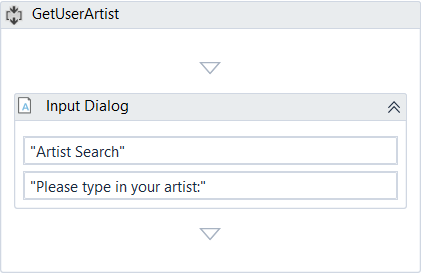 GetUserArtist
Input Dialog
"Artist Search"
"Please type in your artist:"